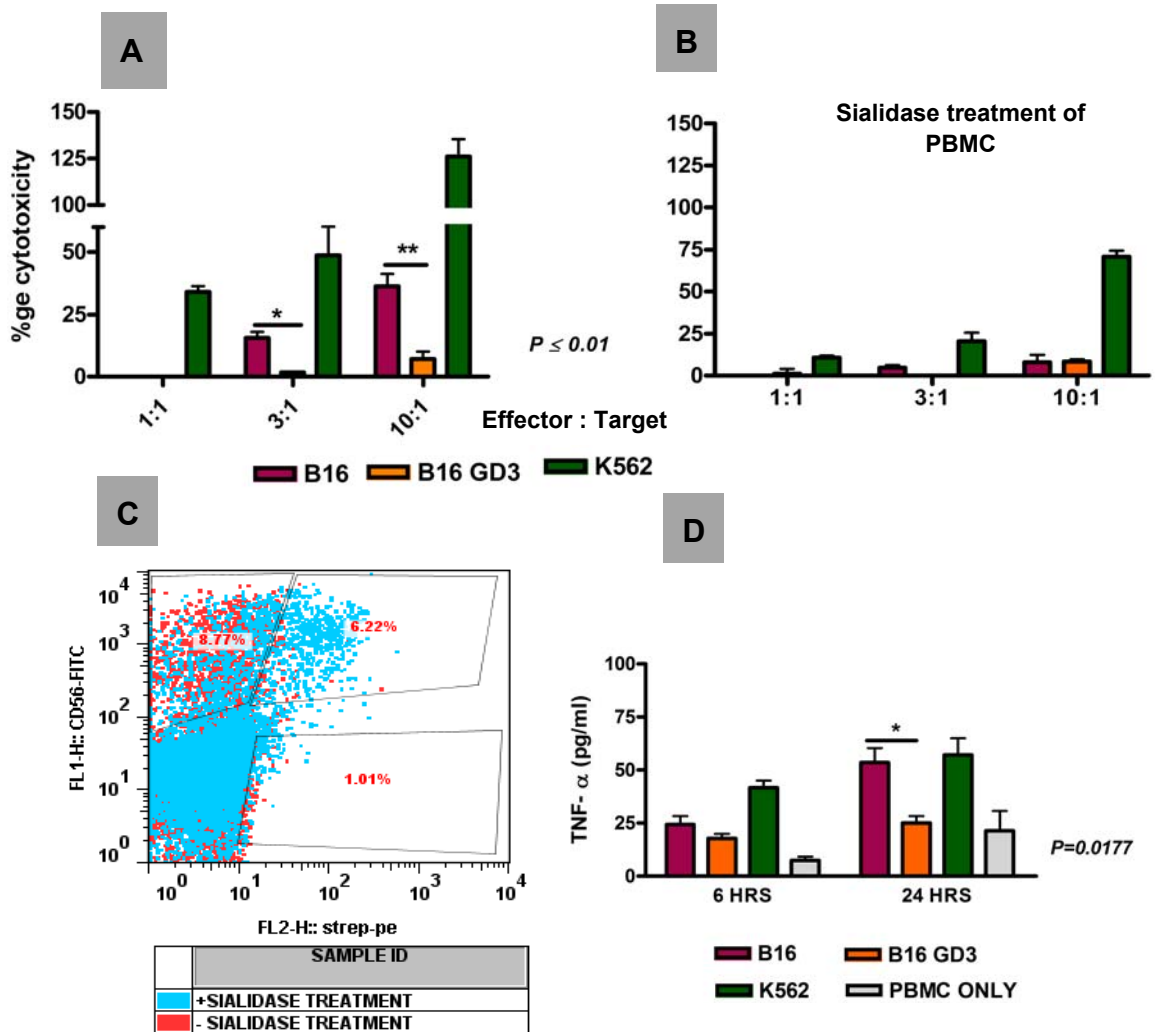 A
150
125
100
50
25
0
%ge cytotoxicity
*
**
P ≤ 0.01
1:1
3:1
10:1
B
Sialidase treatment of
PBMC
150
125
100
75
50
25
0
1:1
3:1
10:1
Effector : Target
B16
B16 GD3
K562
C
10^4
10^3
10^2
10^1
10^0
FL1-H:: CD56-FITC
8.77%
6.22%
1.01%
10^0
10^1
10^2
10^3
10^4
FL2-H:: strep-pe
SAMPLE ID
+SIALIDASE TREATMENT
- SIALIDASE TREATMENT
D
100
75
50
25
0
TNF- α (pg/ml)
*
6 HRS
24 HRS
P=0.0177
B16
B16 GD3
K562
PBMC ONLY